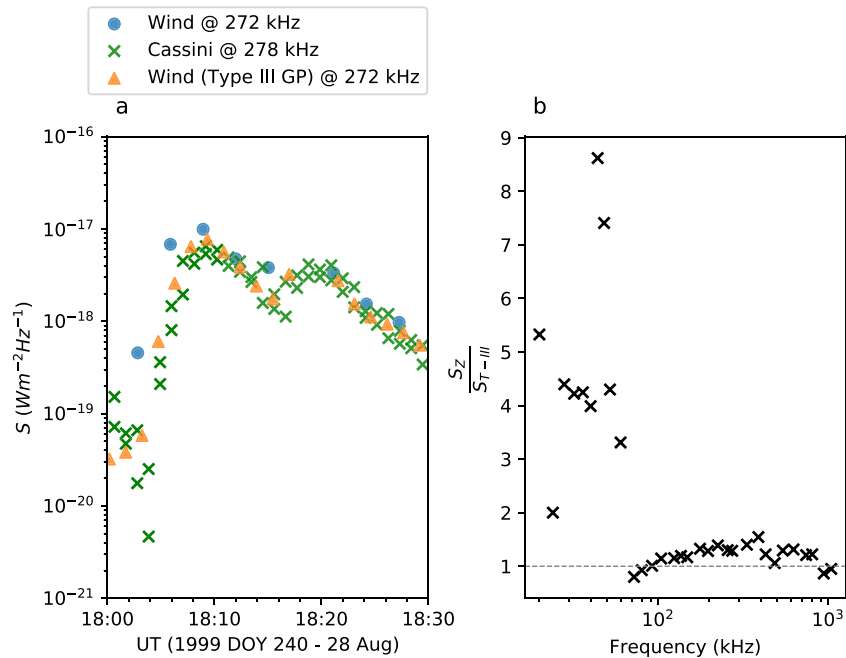 Wind @ 272 kHz
Cassini @ 278 kHz
Wind (Type III GP) @ 272 kHz
a
b
10⁻¹⁶
10⁻¹⁷
10⁻¹⁸
10⁻¹⁹
10⁻²⁰
10⁻²¹
S (Wm⁻²Hz⁻¹)
18:00
18:10
18:20
18:30
UT (1999 DOY 240 - 28 Aug)
9
8
7
6
5
4
3
2
1
S_Z
S_{T−III}
10²
10³
Frequency (kHz)